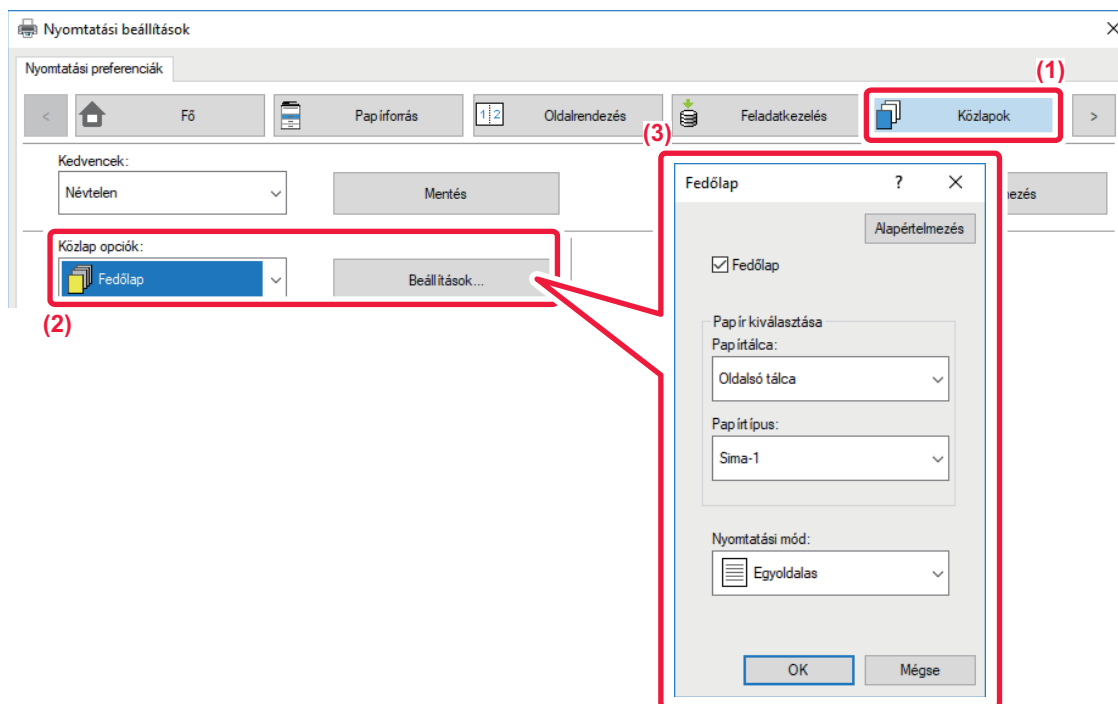 Nyomtatási beállítások
Nyomtatási preferenciák
(1)
< Fő Papírforrás 1 2 Oldalrendezés Feladatkezelés Közlapok >
(3)
Kedvencek:
Névtelen Mentés
Közlap opciók:
Fedőlap Beállítások...
(2)
Fedőlap ?
Alapértelmezés
Fedőlap
Papír kiválasztása
Papírtálca:
Oldalsó tálca
Papírtípus:
Sima-1
Nyomtatási mód:
Egyoldalas
OK Mégse